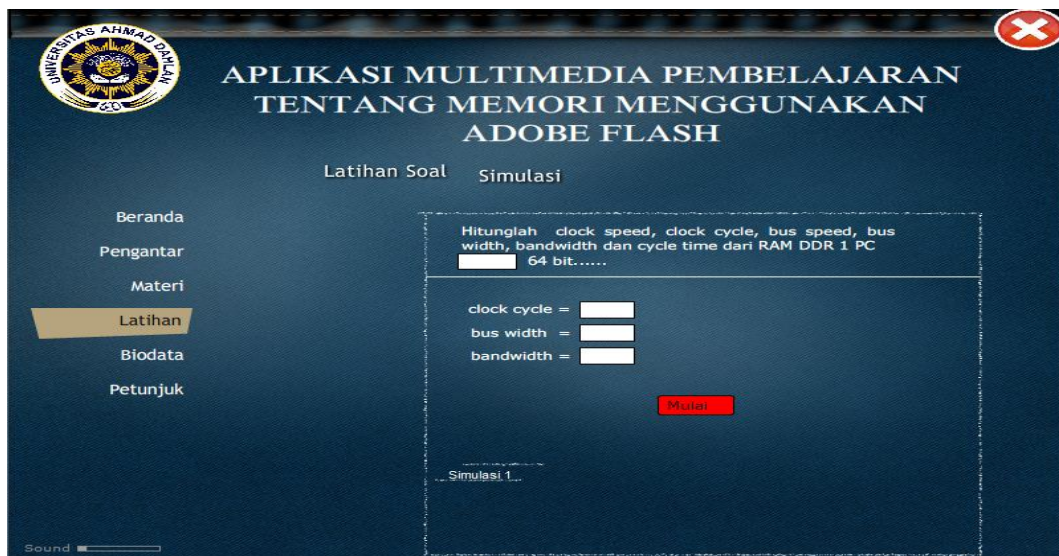 UNIVERSITAS AHMAD DAHLAN
APLIKASI MULTIMEDIA PEMBELAJARAN
TENTANG MEMORI MENGGUNAKAN
ADOBE FLASH
Latihan Soal
Simulasi
Beranda
Pengantar
Materi
Latihan
Biodata
Petunjuk
Hitunglah clock speed, clock cycle, bus speed, bus
width, bandwidth dan cycle time dari RAM DDR 1 PC
64 bit......
clock cycle =
bus width =
bandwidth =
Mulai
Simulasi 1
Sound